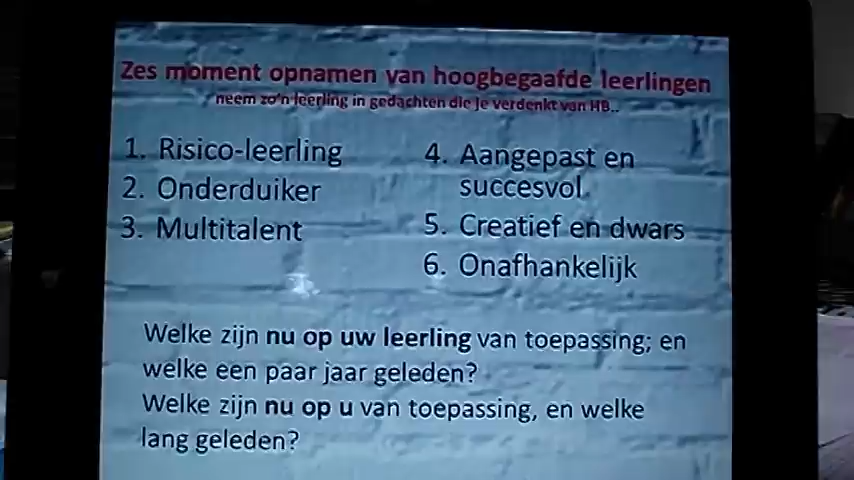 Zes moment opnamen van hoogbegaafde leerlingen
neem zo'n leerling in gedachten die je verdenkt van HB..
1. Risico-leerling
2. Onderduiker
3. Multitalent
4. Aangepast en
succesvol
5. Creatief en dwars
6. Onafhankelijk
Welke zijn nu op uw leerling van toepassing; en
welke een paar jaar geleden?
Welke zijn nu op u van toepassing, en welke
lang geleden?